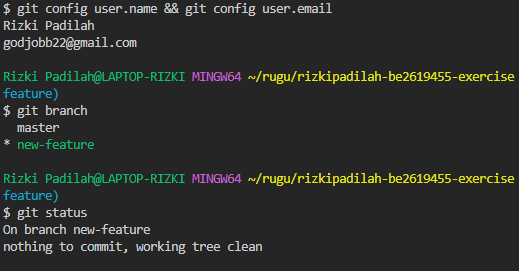 $ git config user.name && git config user.email
Rizki Padilah
godjobb22@gmail.com
Rizki Padilah@LAPTOP-RIZKI MINGW64 ~/rugu/rizkipadilah-be2619455-exercise
feature)
$ git branch
  master
* new-feature
Rizki Padilah@LAPTOP-RIZKI MINGW64 ~/rugu/rizkipadilah-be2619455-exercise
feature)
$ git status
On branch new-feature
nothing to commit, working tree clean